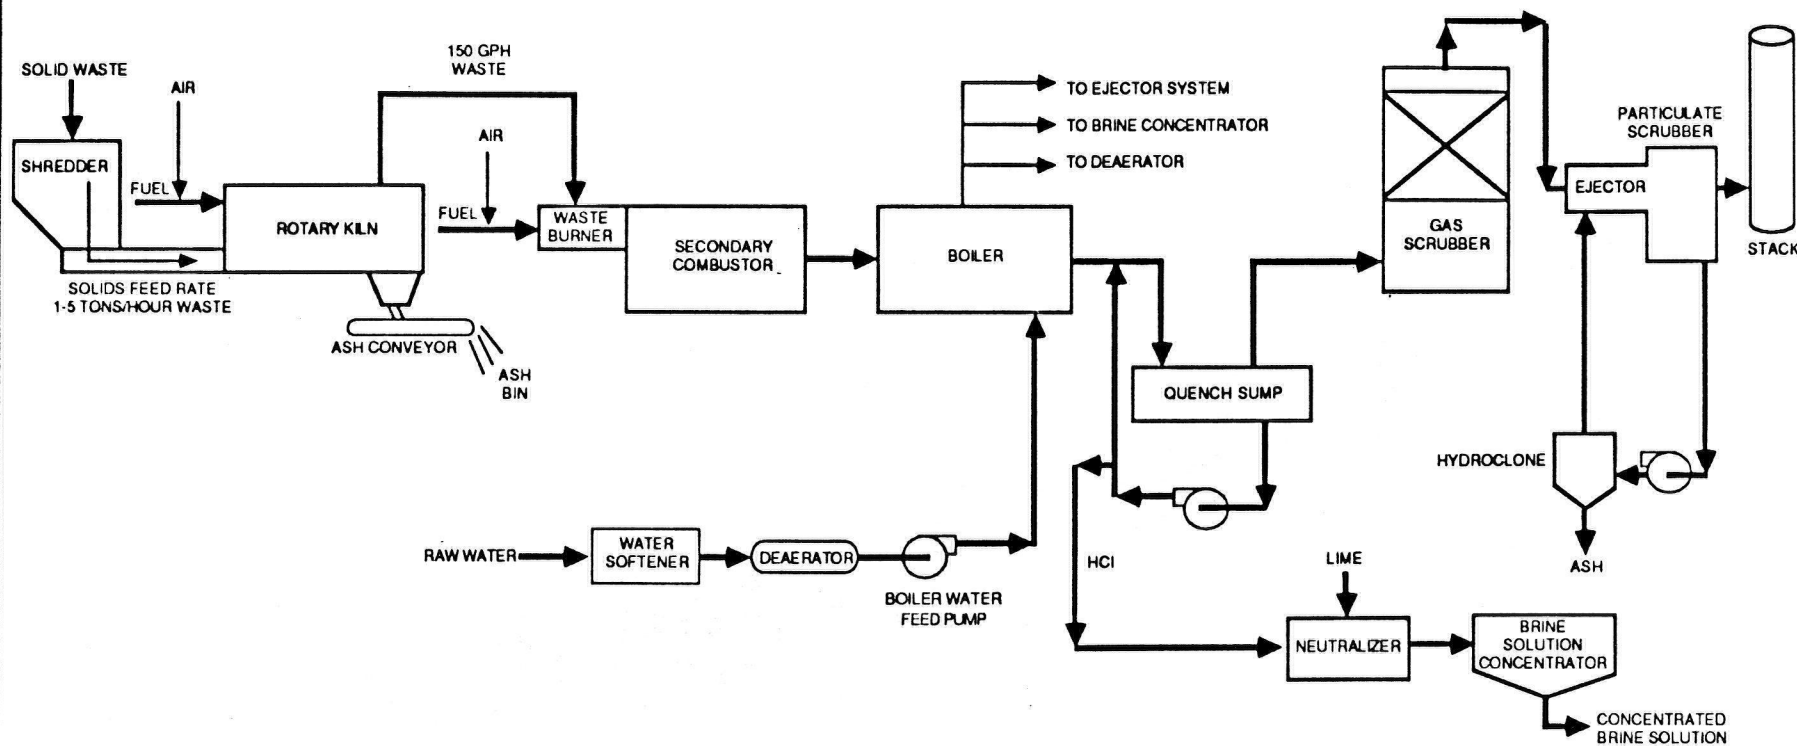 SOLID WASTE
AIR
SHREDDER
FUEL
ROTARY KILN
SOLIDS FEED RATE
1-5 TONS/HOUR WASTE
ASH CONVEYOR
ASH
BIN
150 GPH
WASTE
AIR
FUEL
WASTE
BURNER
SECONDARY
COMBUSTOR
BOILER
TO EJECTOR SYSTEM
TO BRINE CONCENTRATOR
TO DEAERATOR
QUENCH SUMP
GAS
SCRUBBER
EJECTOR
PARTICULATE
SCRUBBER
STACK
HYDROCLONE
ASH
RAW WATER
WATER
SOFTENER
DEAERATOR
BOILER WATER
FEED PUMP
HCl
LIME
NEUTRALIZER
BRINE
SOLUTION
CONCENTRATOR
CONCENTRATED
BRINE SOLUTION